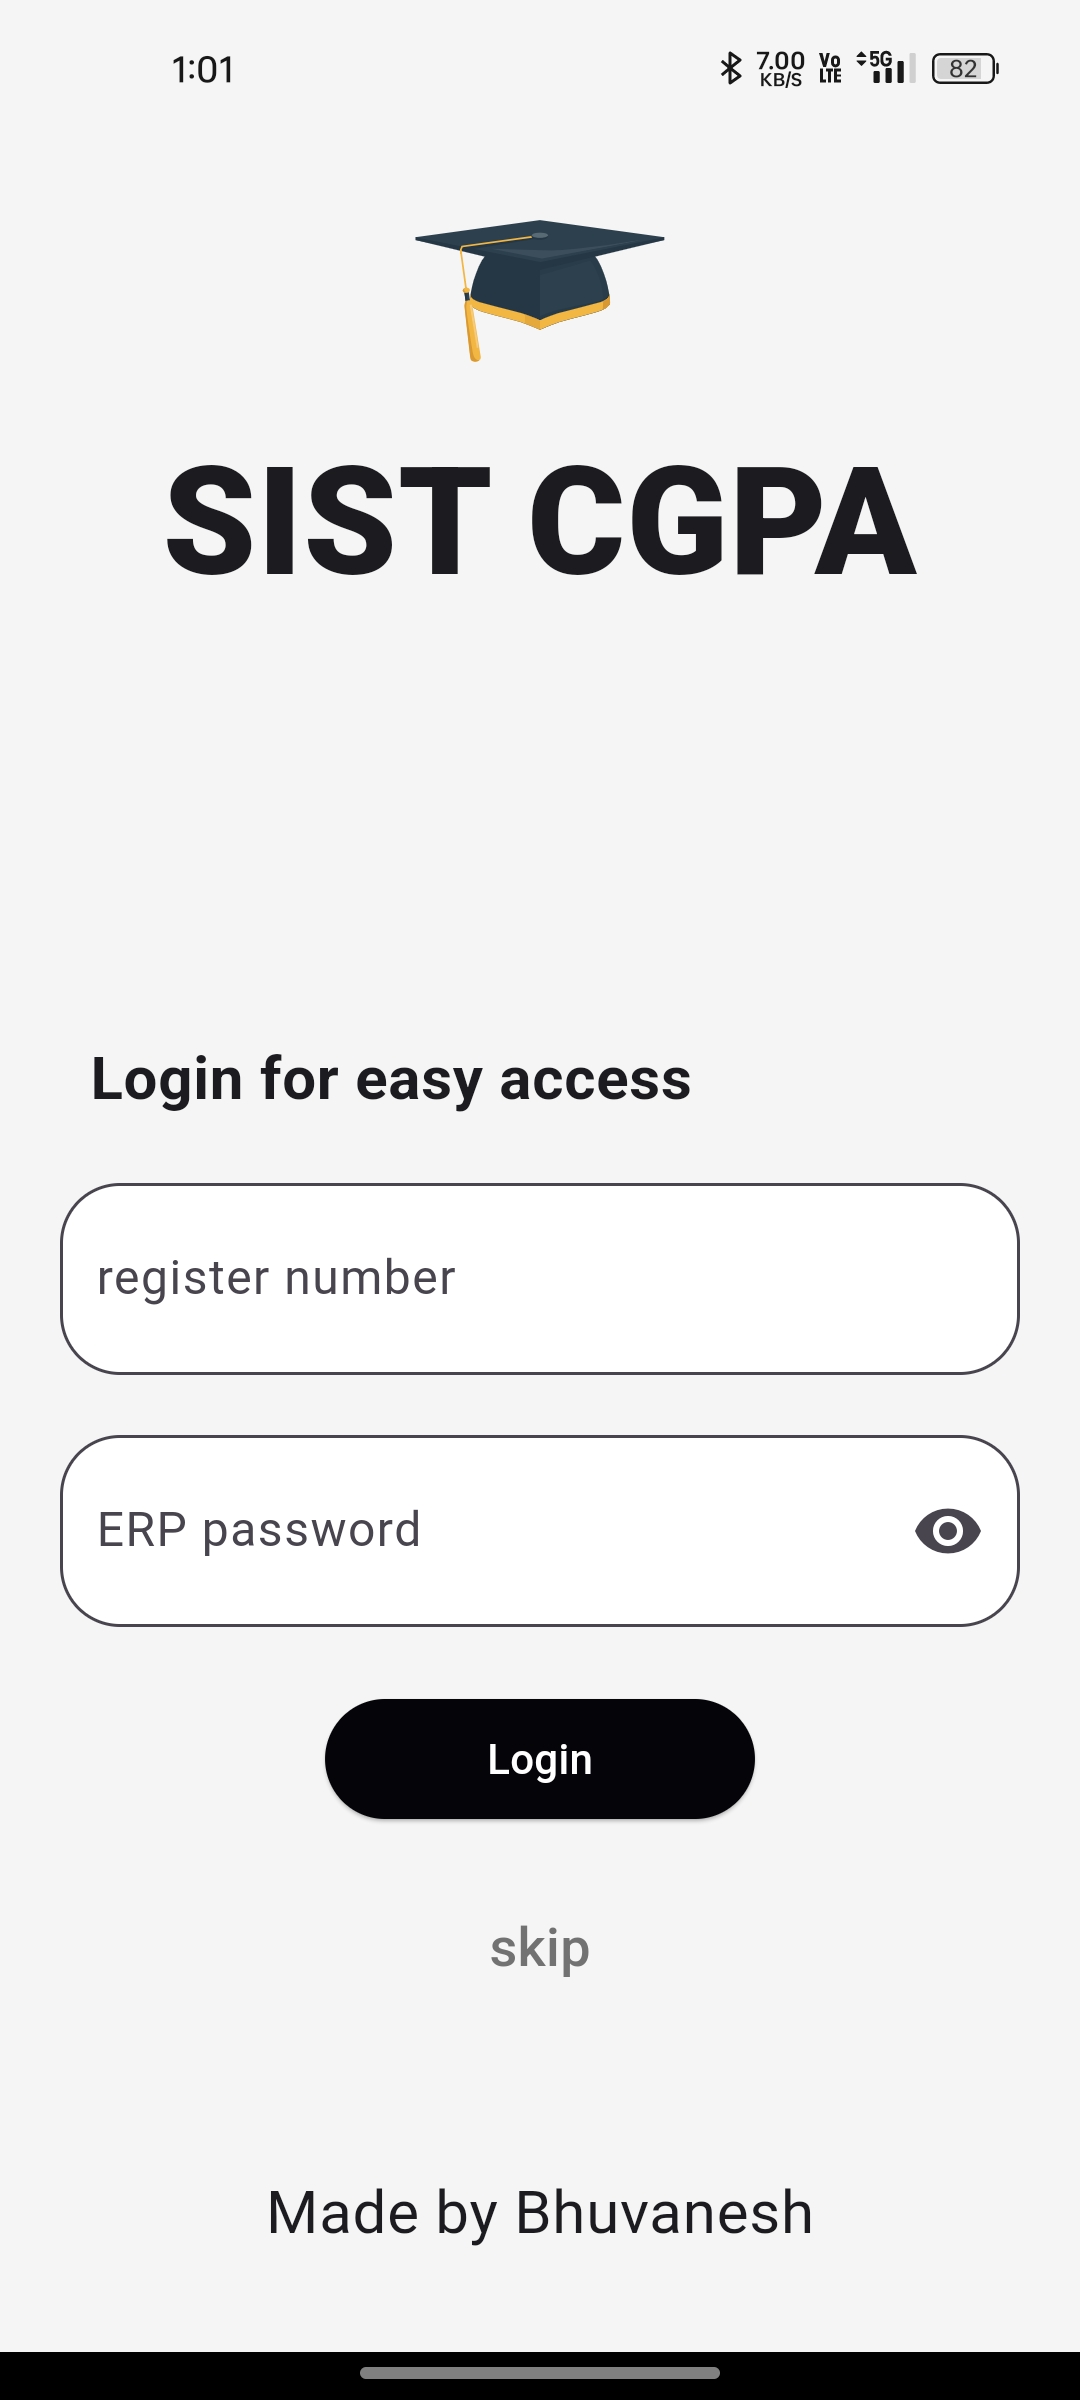 1:01
7.00 KB/S Vo LTE 5G 82
SIST CGPA
Login for easy access
register number
ERP password
Login
skip
Made by Bhuvanesh